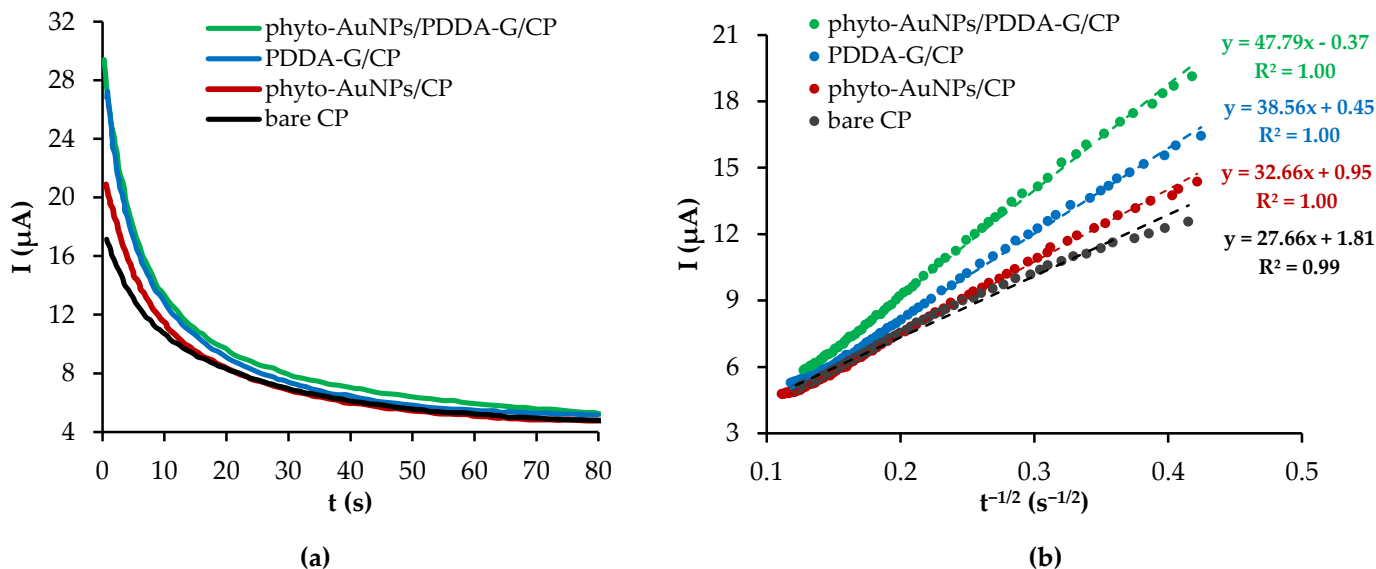 phyto-AuNPs/PDDA-G/CP
PDDA-G/CP
phyto-AuNPs/CP
bare CP
I (µA)
32
28
24
20
16
12
8
4
0 10 20 30 40 50 60 70 80
t (s)
(a)
phyto-AuNPs/PDDA-G/CP
PDDA-G/CP
phyto-AuNPs/CP
bare CP
y = 47.79x - 0.37
R² = 1.00
y = 38.56x + 0.45
R² = 1.00
y = 32.66x + 0.95
R² = 1.00
y = 27.66x + 1.81
R² = 0.99
I (µA)
21
18
15
12
9
6
3
0.1 0.2 0.3 0.4 0.5
t⁻¹/² (s⁻¹/²)
(b)